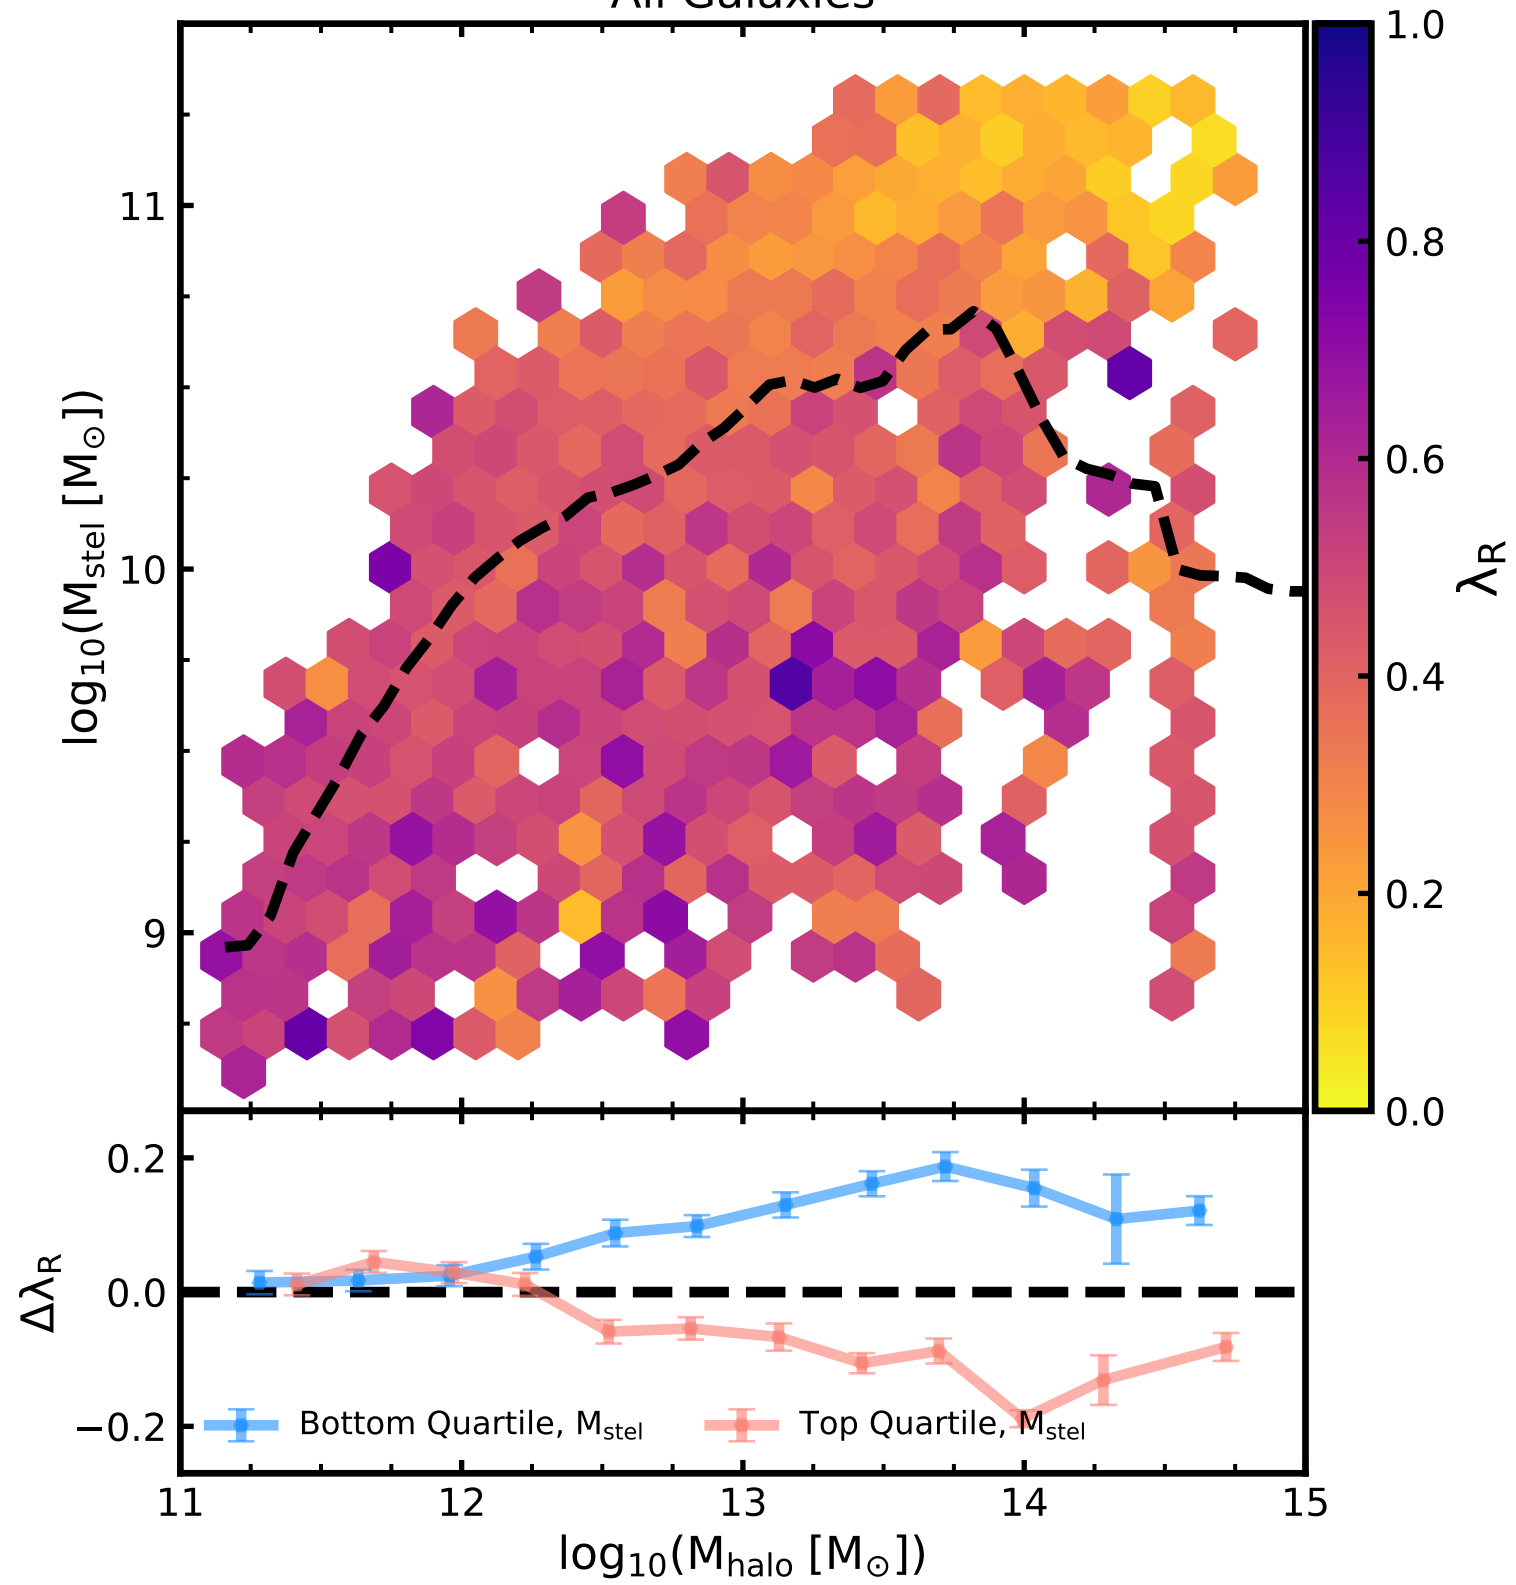 All Galaxies
1.0
0.8
0.6
0.4
0.2
0.0
λR
11
10
9
log10(Mstel [M⊙])
0.2
0.0
−0.2
ΔλR
Bottom Quartile, Mstel
Top Quartile, Mstel
11 12 13 14 15
log10(Mhalo [M⊙])